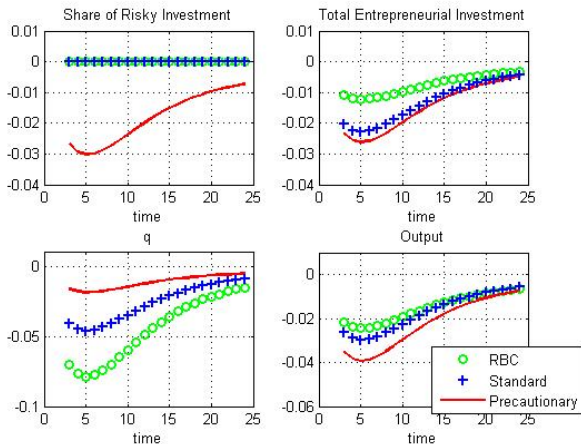 Share of Risky Investment
Total Entrepreneurial Investment
0.01
0
-0.01
-0.02
-0.03
-0.04
0 5 10 15 20 25
time
0.01
0
-0.01
-0.02
-0.03
-0.04
0 5 10 15 20 25
time
q
Output
0
-0.05
-0.1
0 5 10 15 20 25
time
0
-0.02
-0.04
-0.06
0 5 10 15 20 25
time
RBC
Standard
Precautionary